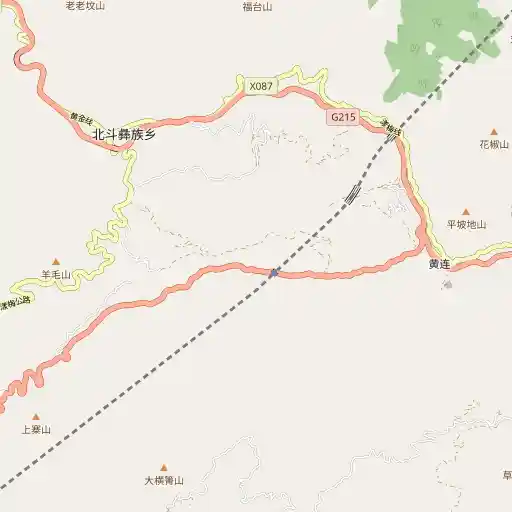 老老坟山
福台山
X087
黄金线
G215
漾梅线
北斗彝族乡
花椒山
平坡地山
黄连
羊毛山
漾梅公路
上寨山
大横箐山
草